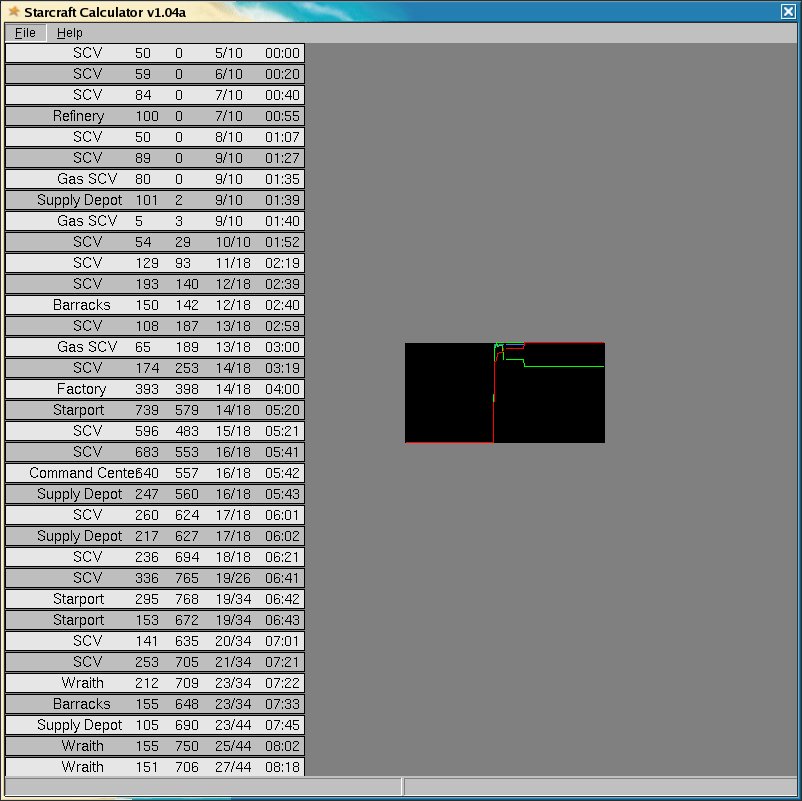 Starcraft Calculator v1.04a
File Help
SCV 50 0 5/10 00:00
SCV 59 0 6/10 00:20
SCV 84 0 7/10 00:40
Refinery 100 0 7/10 00:55
SCV 50 0 8/10 01:07
SCV 89 0 9/10 01:27
Gas SCV 80 0 9/10 01:35
Supply Depot 101 2 9/10 01:39
Gas SCV 5 3 9/10 01:40
SCV 54 29 10/10 01:52
SCV 129 93 11/18 02:19
SCV 193 140 12/18 02:39
Barracks 150 142 12/18 02:40
SCV 108 187 13/18 02:59
Gas SCV 65 189 13/18 03:00
SCV 174 253 14/18 03:19
Factory 393 398 14/18 04:00
Starport 739 579 14/18 05:20
SCV 596 483 15/18 05:21
SCV 683 553 16/18 05:41
Command Center 640 557 16/18 05:42
Supply Depot 247 560 16/18 05:43
SCV 260 624 17/18 06:01
Supply Depot 217 627 17/18 06:02
SCV 236 694 18/18 06:21
SCV 336 765 19/26 06:41
Starport 295 768 19/34 06:42
Starport 153 672 19/34 06:43
SCV 141 635 20/34 07:01
SCV 253 705 21/34 07:21
Wraith 212 709 23/34 07:22
Barracks 155 648 23/34 07:33
Supply Depot 105 690 23/44 07:45
Wraith 155 750 25/44 08:02
Wraith 151 706 27/44 08:18